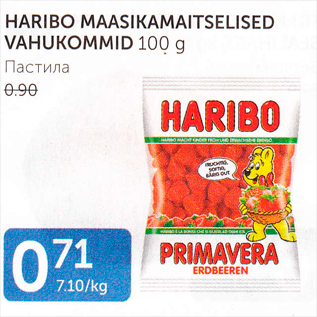 HARIBO MAASIKAMAITSELISED
VAHUKOMMID 100 g
Пастила
0.90
HARIBO
HARIBO MACHT KINDER FROH UND ERWACHSENE EBENSO
FRUCHTIG,
SOFTIG,
BÄRIG GUT
PRIMAVERA
ERDBEEREN
0 71
7.10/kg